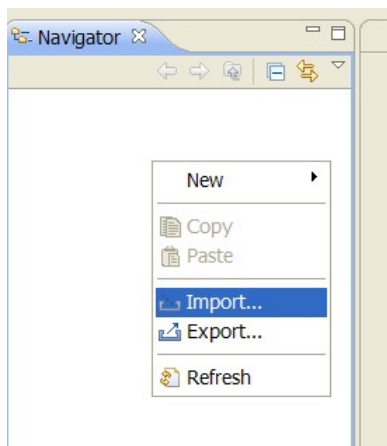 Navigator
New
Copy
Paste
Import...
Export...
Refresh